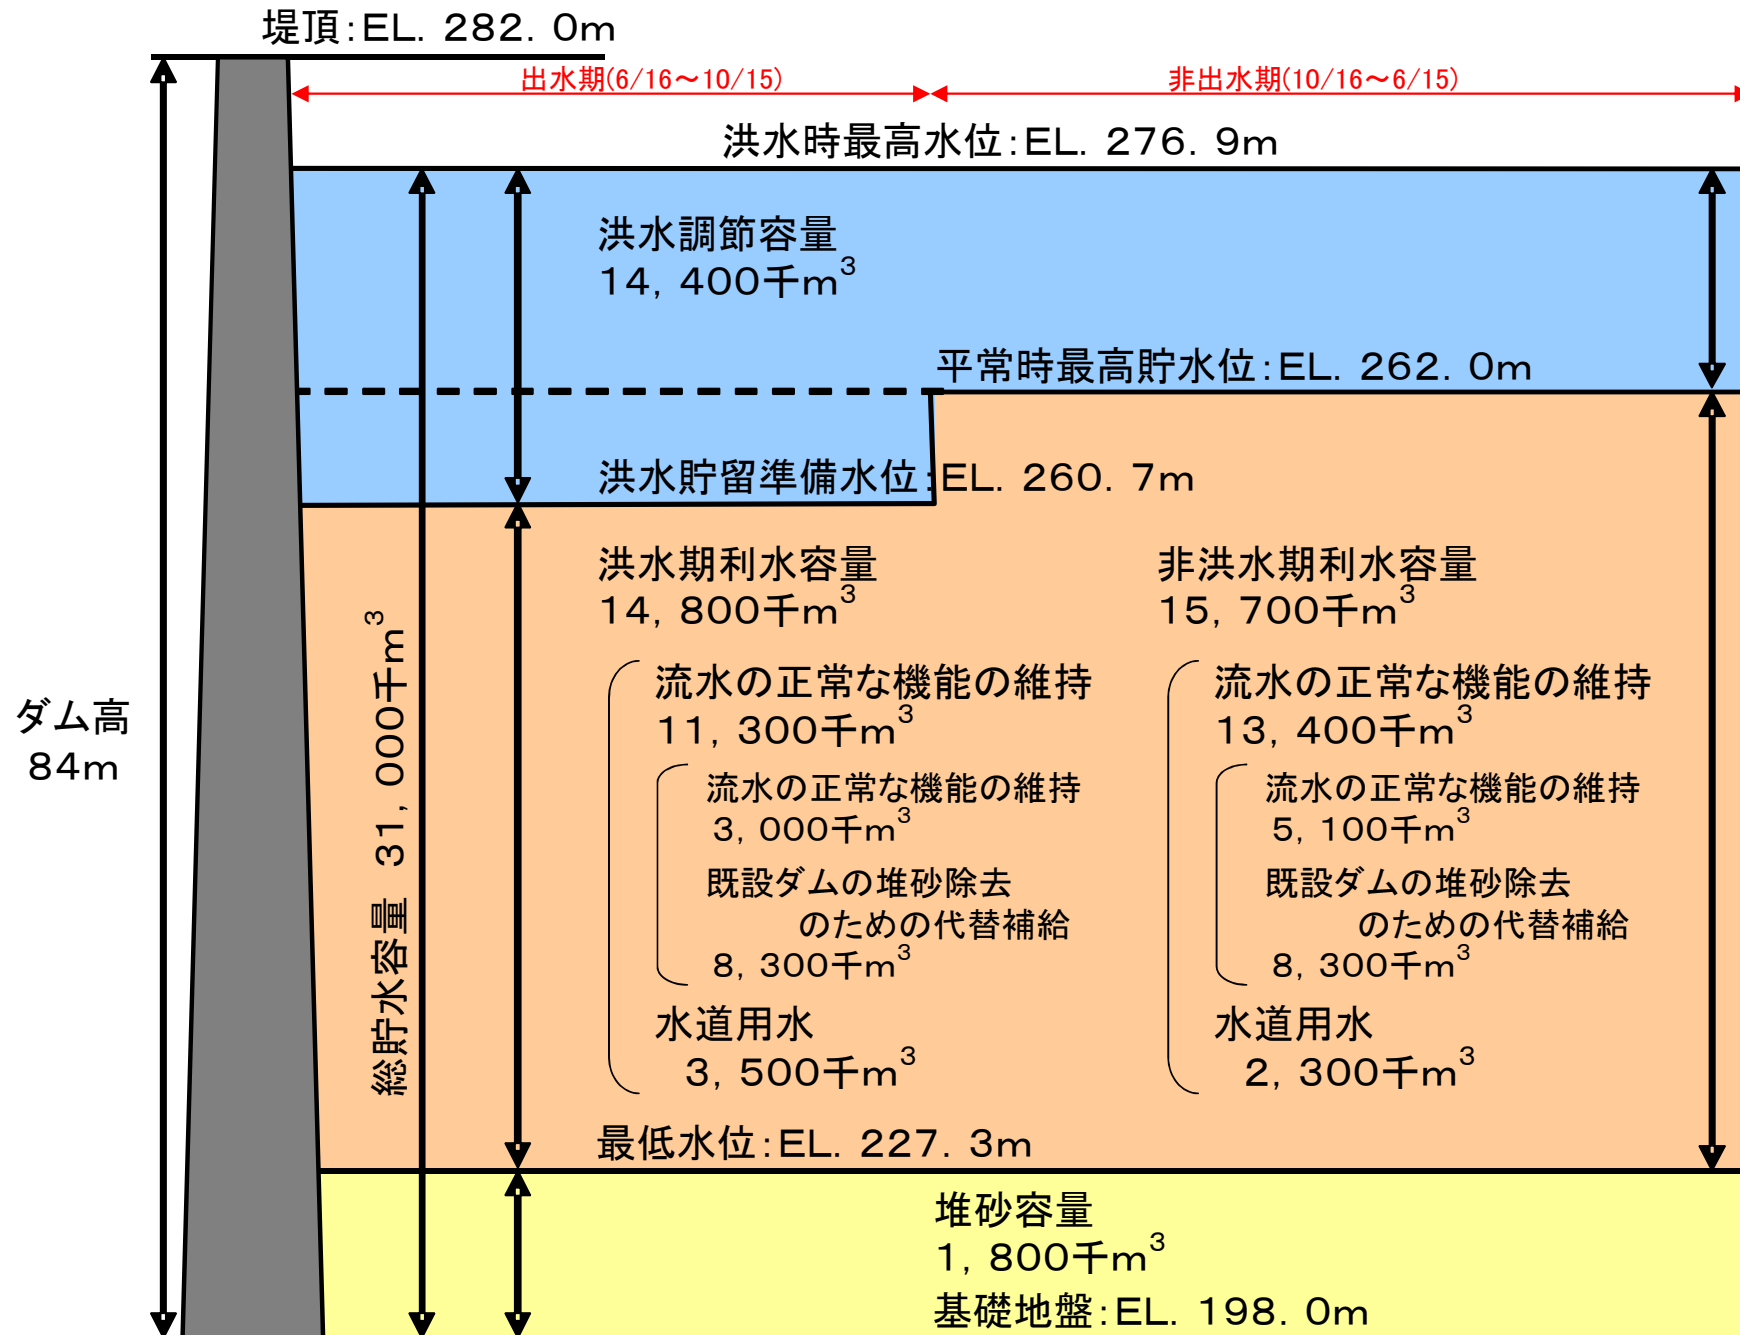 堤頂:EL. 282. 0m
出水期(6/16～10/15)
非出水期(10/16～6/15)
洪水時最高水位:EL. 276. 9m
洪水調節容量
14, 400千m³
平常時最高貯水位:EL. 262. 0m
洪水貯留準備水位:EL. 260. 7m
洪水期利水容量
14, 800千m³
流水の正常な機能の維持
11, 300千m³
流水の正常な機能の維持
3, 000千m³
既設ダムの堆砂除去
のための代替補給
8, 300千m³
水道用水
3, 500千m³
非洪水期利水容量
15, 700千m³
流水の正常な機能の維持
13, 400千m³
流水の正常な機能の維持
5, 100千m³
既設ダムの堆砂除去
のための代替補給
8, 300千m³
水道用水
2, 300千m³
総貯水容量 31, 000千m³
ダム高
84m
最低水位:EL. 227. 3m
堆砂容量
1, 800千m³
基礎地盤:EL. 198. 0m